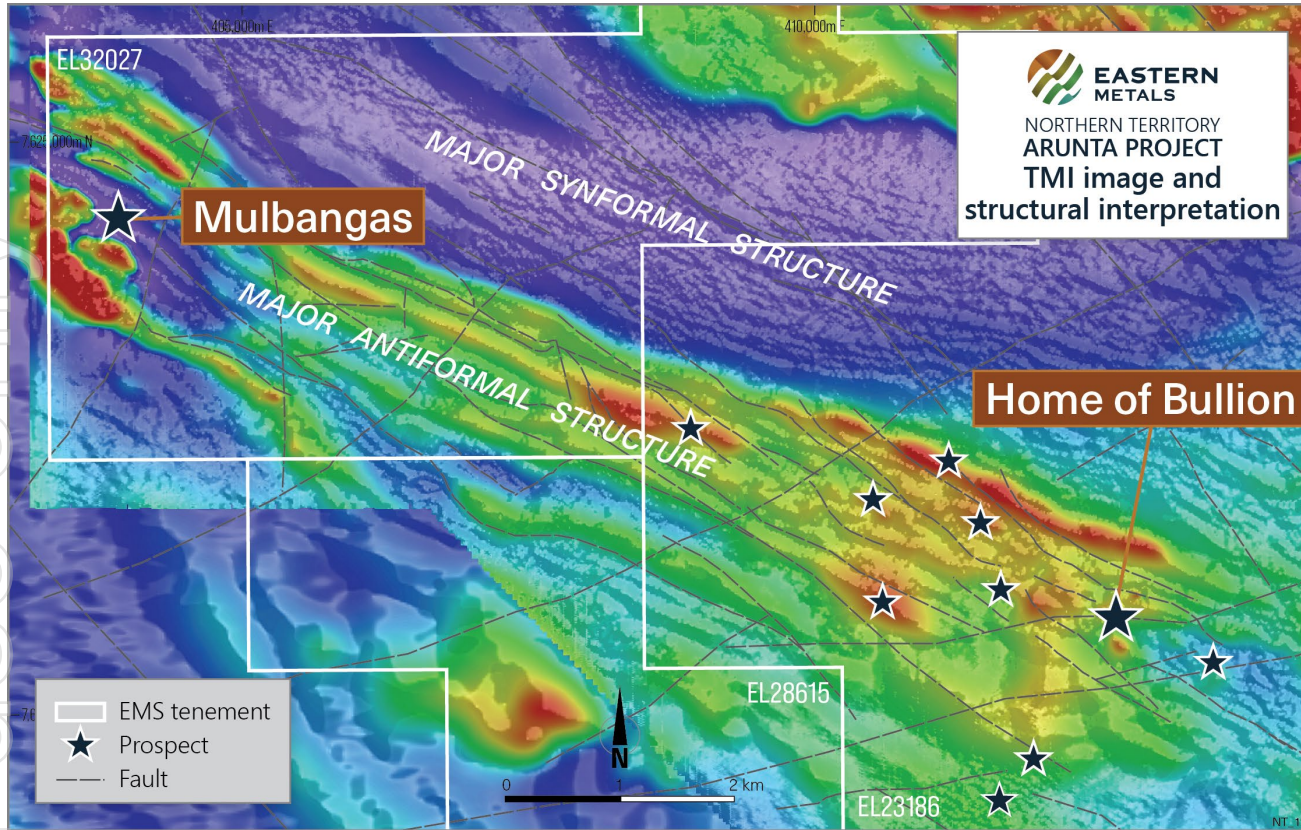 405,000m E
410,000m E
EL32027
EASTERN
METALS
NORTHERN TERRITORY
ARUNTA PROJECT
TMI image and
structural interpretation
Mulbangas
MAJOR SYNFORMAL STRUCTURE
MAJOR ANTIFORMAL STRUCTURE
Home of Bullion
EL28615
EMS tenement
Prospect
Fault
N
0 1 2 km
EL23186